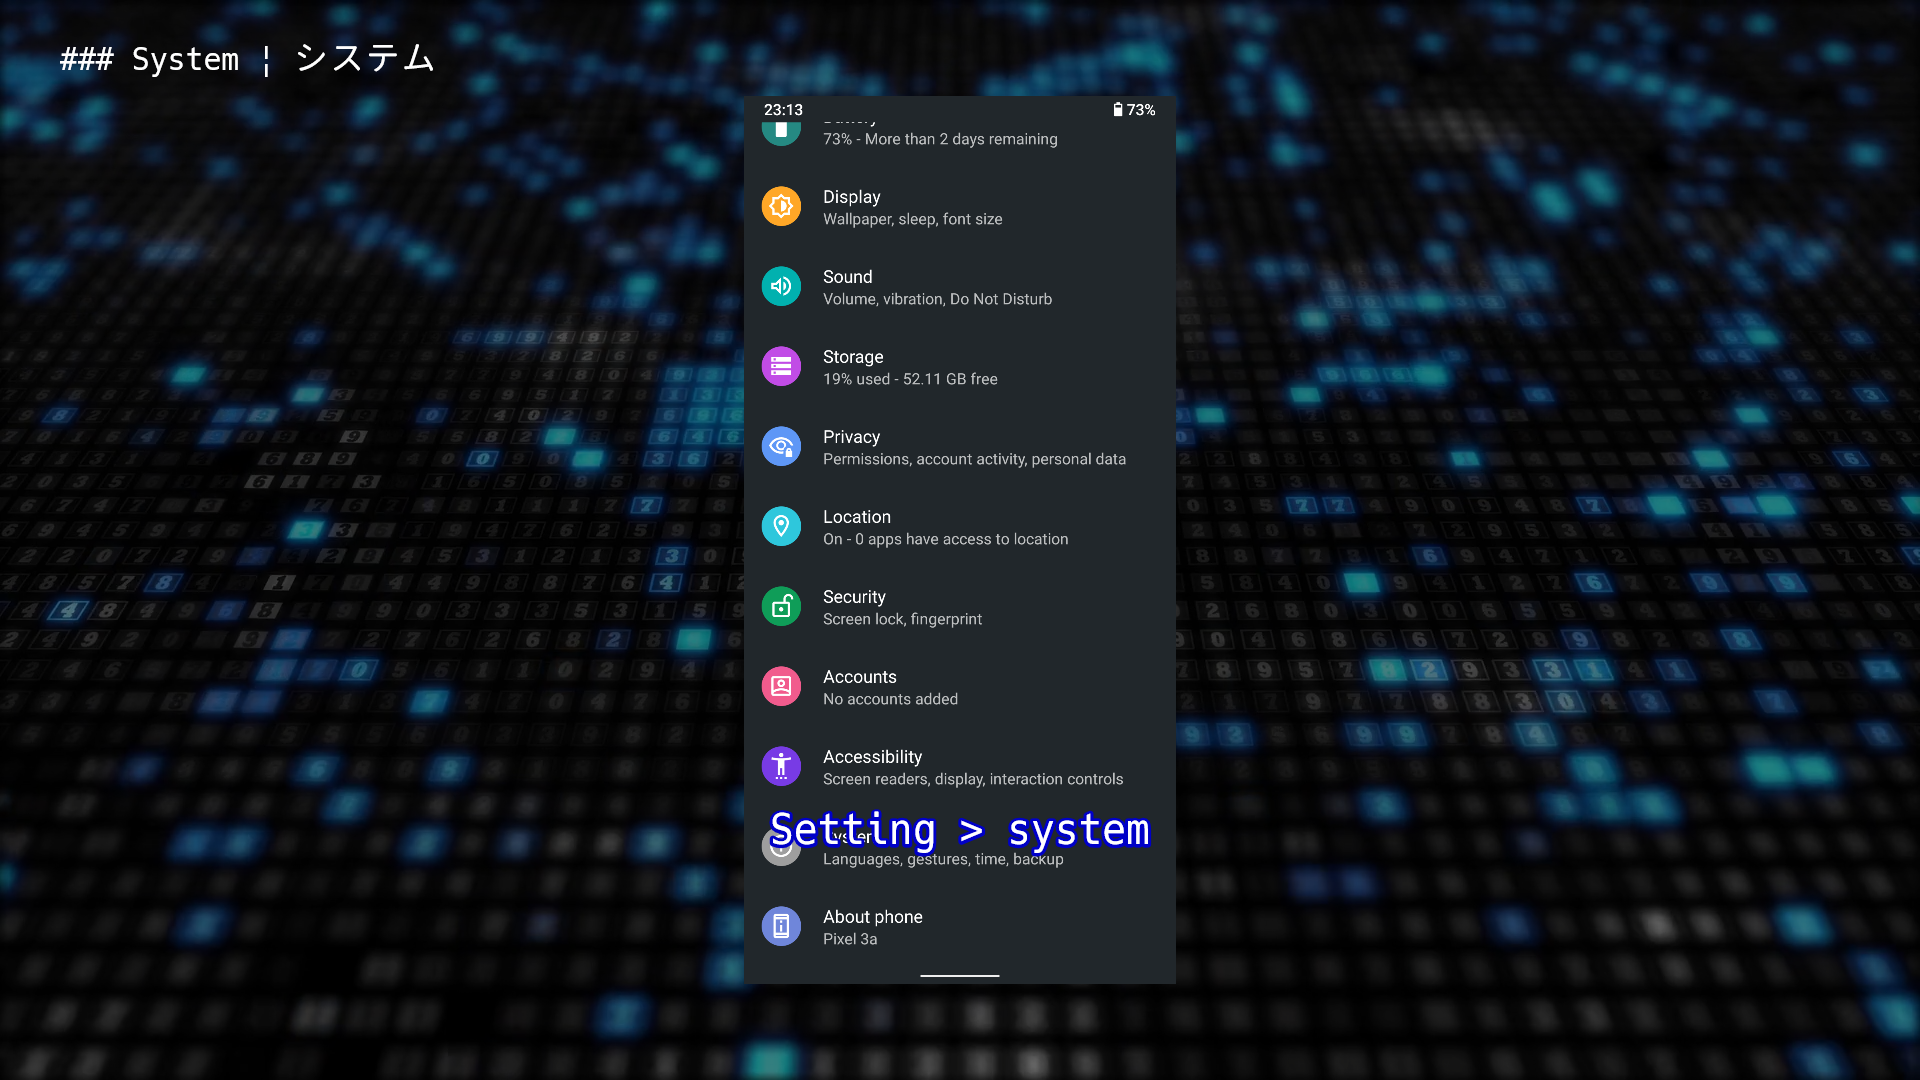 ### System ¦ システム
23:13
73%
73% - More than 2 days remaining
Display
Wallpaper, sleep, font size
Sound
Volume, vibration, Do Not Disturb
Storage
19% used - 52.11 GB free
Privacy
Permissions, account activity, personal data
Location
On - 0 apps have access to location
Security
Screen lock, fingerprint
Accounts
No accounts added
Accessibility
Screen readers, display, interaction controls
Setting > system
Languages, gestures, time, backup
About phone
Pixel 3a